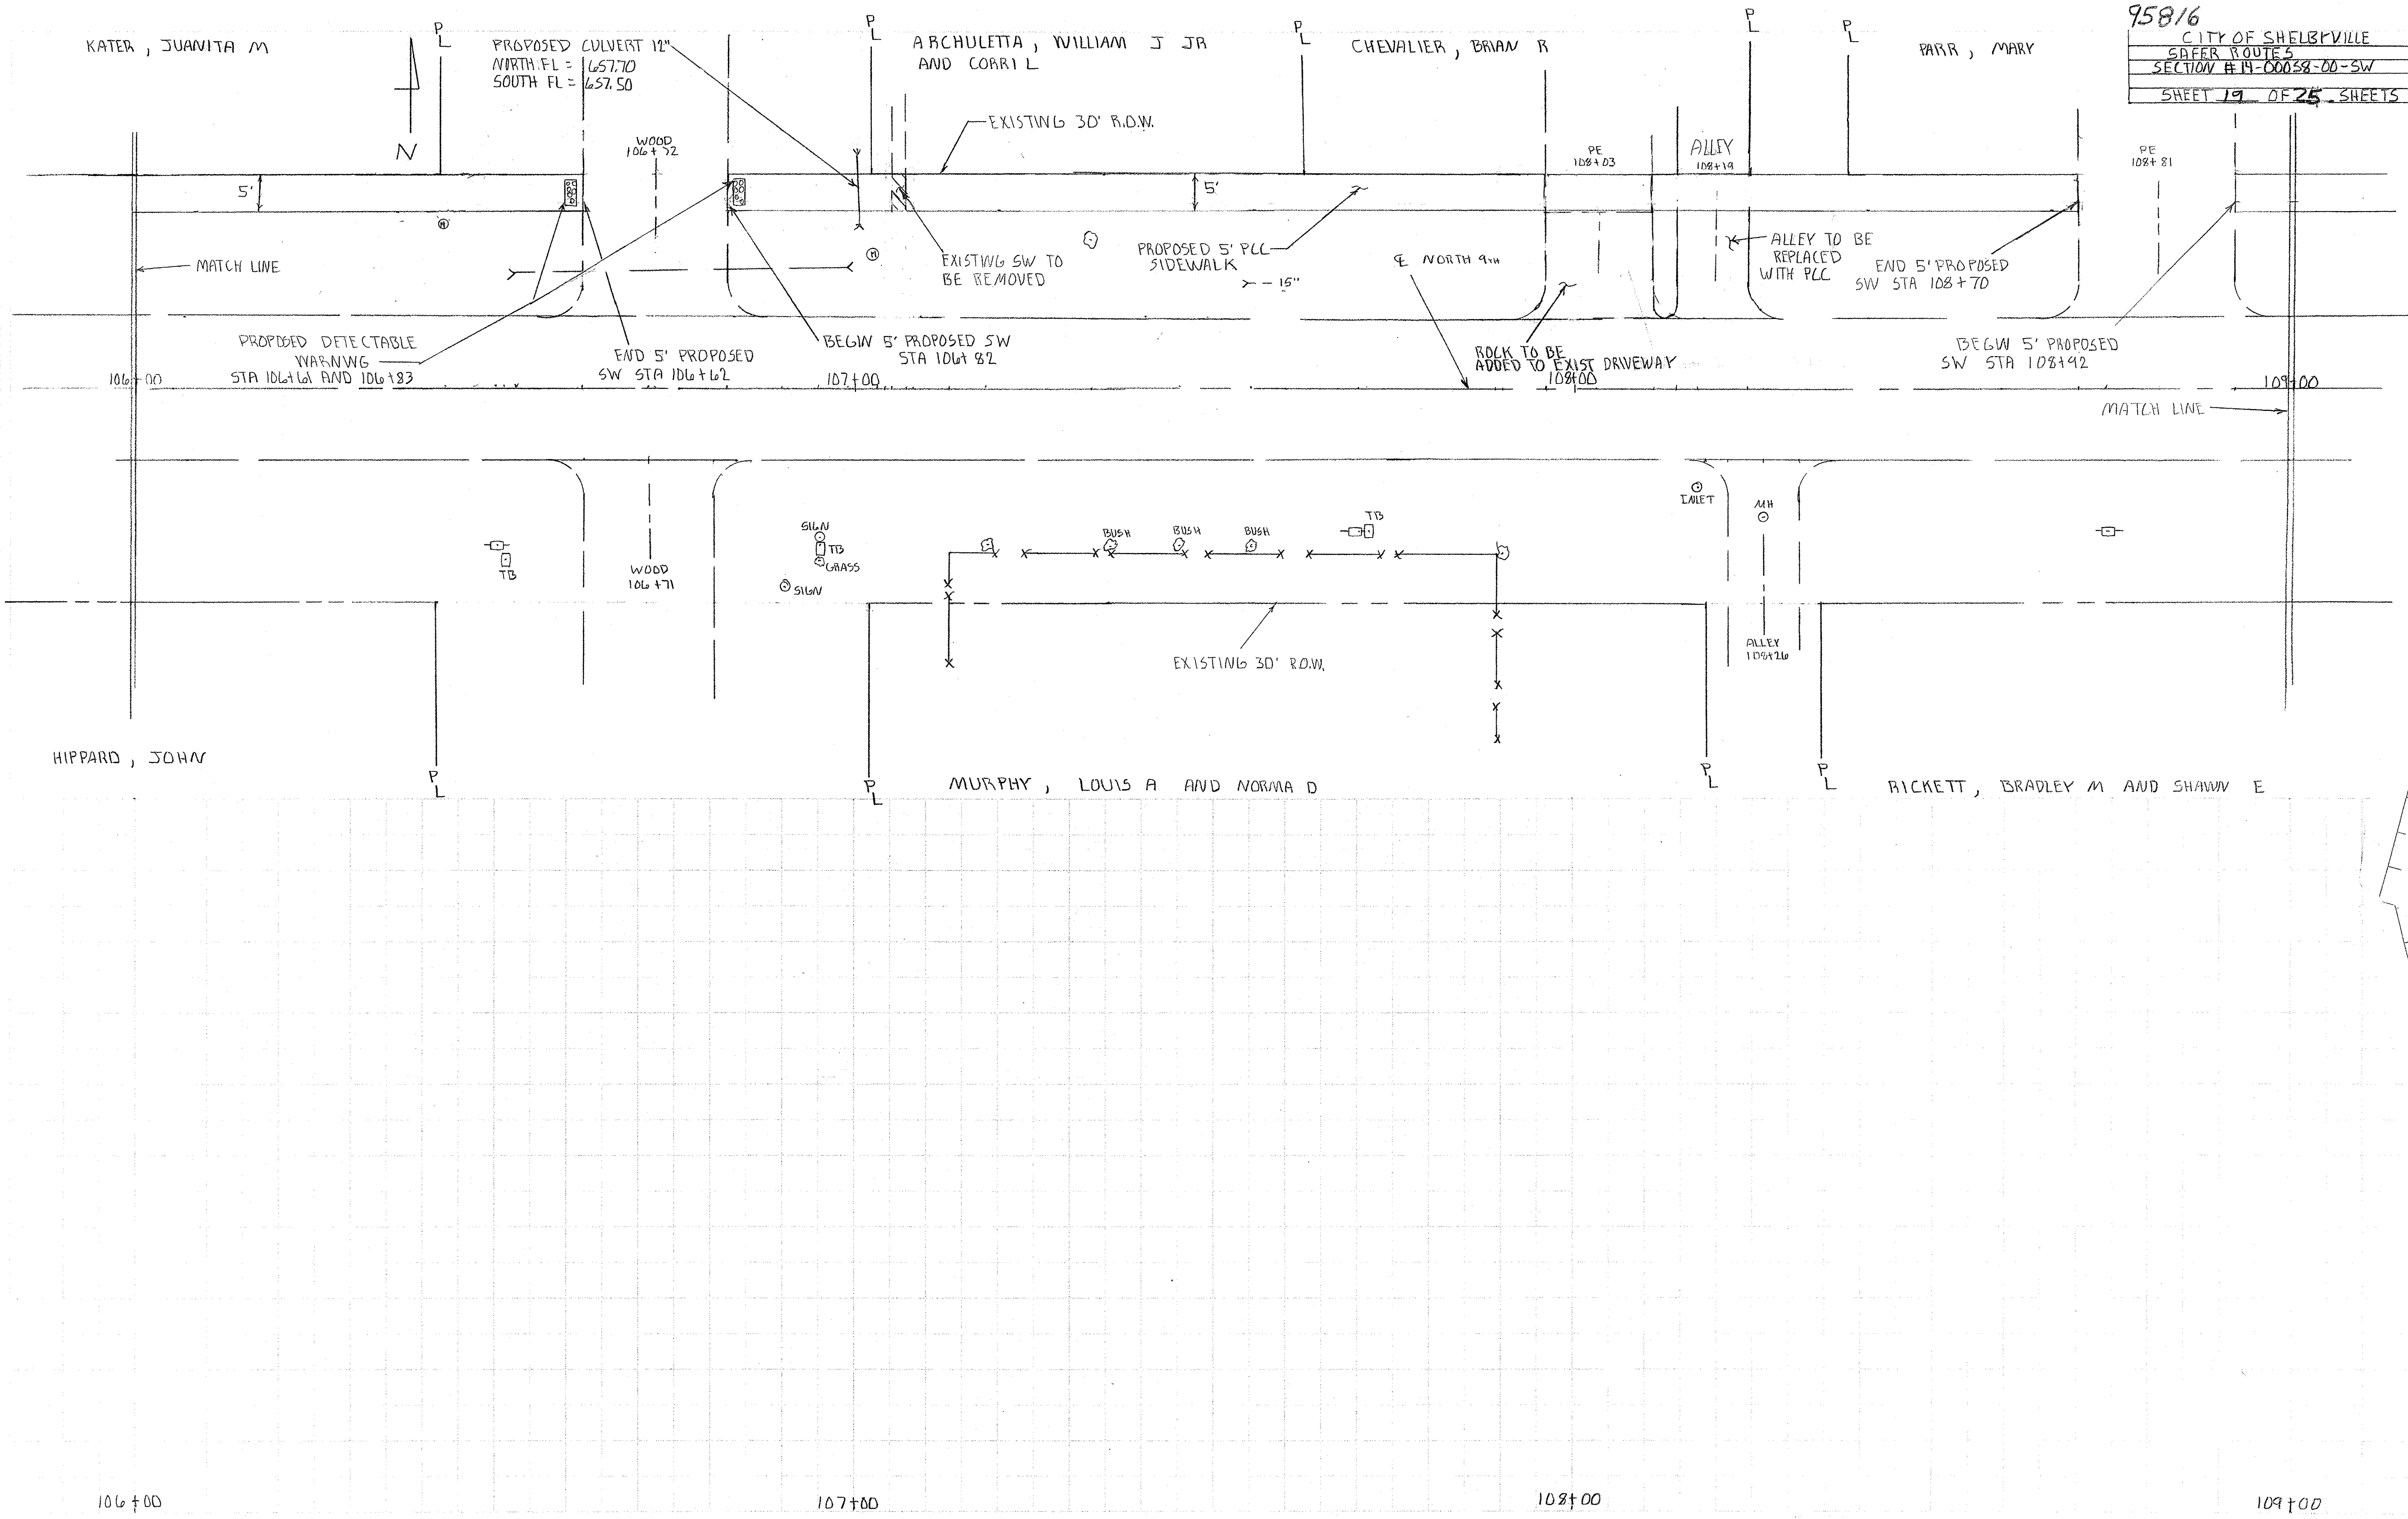 95816
CITY OF SHELBYVILLE
SAFER ROUTES
SECTION #14-00058-00-SW
SHEET 19 OF 25 SHEETS
KATER, JUANITA M
PL
PROPOSED CULVERT 12"
NORTH FL = 657.70
SOUTH FL = 657.50
PL
ARCHULETTA, WILLIAM J JR
AND CORRI L
PL
CHEVALIER, BRIAN R
PL
PL
PARR, MARY
N
EXISTING 30' R.O.W.
WOOD
106+72
PE
108+03
ALLEY
108+19
PE
108+81
5'
5'
M
M
MATCH LINE
EXISTING SW TO
BE REMOVED
PROPOSED 5' PLC
SIDEWALK
15"
℄ NORTH 9TH
ALLEY TO BE
REPLACED
WITH PLC
END 5' PROPOSED
SW STA 108+70
PROPOSED DETECTABLE
WARNING
STA 106+61 AND 106+83
END 5' PROPOSED
SW STA 106+62
BEGIN 5' PROPOSED SW
STA 106+82
ROCK TO BE
ADDED TO EXIST DRIVEWAY
BEGIN 5' PROPOSED
SW STA 108+92
106+00
107+00
108+00
109+00
MATCH LINE
TB
WOOD
106+71
SIGN
TB
GRASS
SIGN
BUSH
BUSH
BUSH
TB
INLET
MH
ALLEY
108+26
EXISTING 30' R.O.W.
HIPPARD, JOHN
PL
PL
MURPHY, LOUIS A AND NORMA D
PL
PL
RICKETT, BRADLEY M AND SHAWN E
106+00
107+00
108+00
109+00